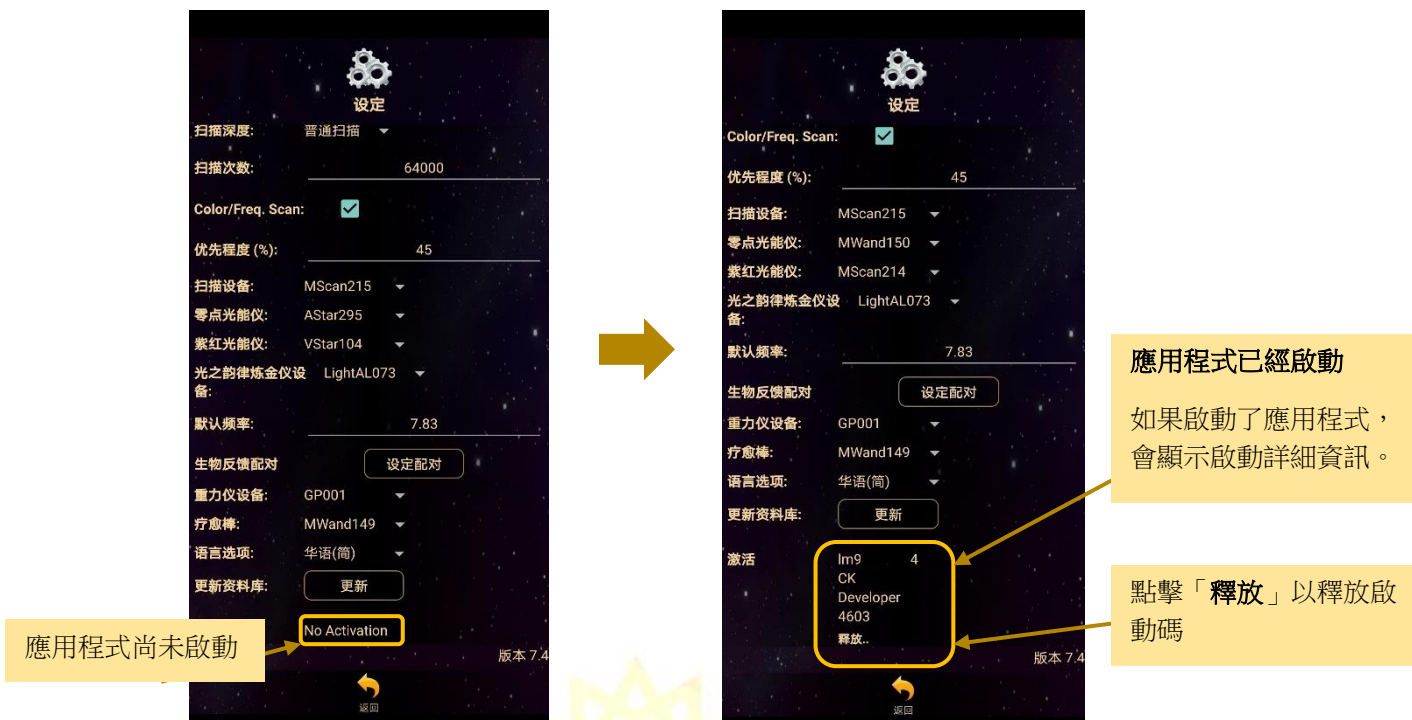 设定
扫描深度: 普通扫描
扫描次数: 64000
Color/Freq. Scan:
优先程度 (%): 45
扫描设备: MScan215
零点光能仪: AStar295
紫红光能仪: VStar104
光之韵律炼金仪设 LightAL073
备:
默认频率: 7.83
生物反馈配对 设定配对
重力仪设备: GP001
疗愈棒: MWand149
语言选项: 华语(简)
更新资料库: 更新
No Activation
版本 7.4
返回
應用程式尚未啟動
设定
Color/Freq. Scan:
优先程度 (%): 45
扫描设备: MScan215
零点光能仪: MWand150
紫红光能仪: MScan214
光之韵律炼金仪设 LightAL073
备:
默认频率: 7.83
生物反馈配对 设定配对
重力仪设备: GP001
疗愈棒: MWand149
语言选项: 华语(简)
更新资料库: 更新
激活 lm9 4
CK
Developer
4603
释放..
版本 7.4
返回
應用程式已經啟動
如果啟動了應用程式，
會顯示啟動詳細資訊。
點擊「釋放」以釋放啟
動碼